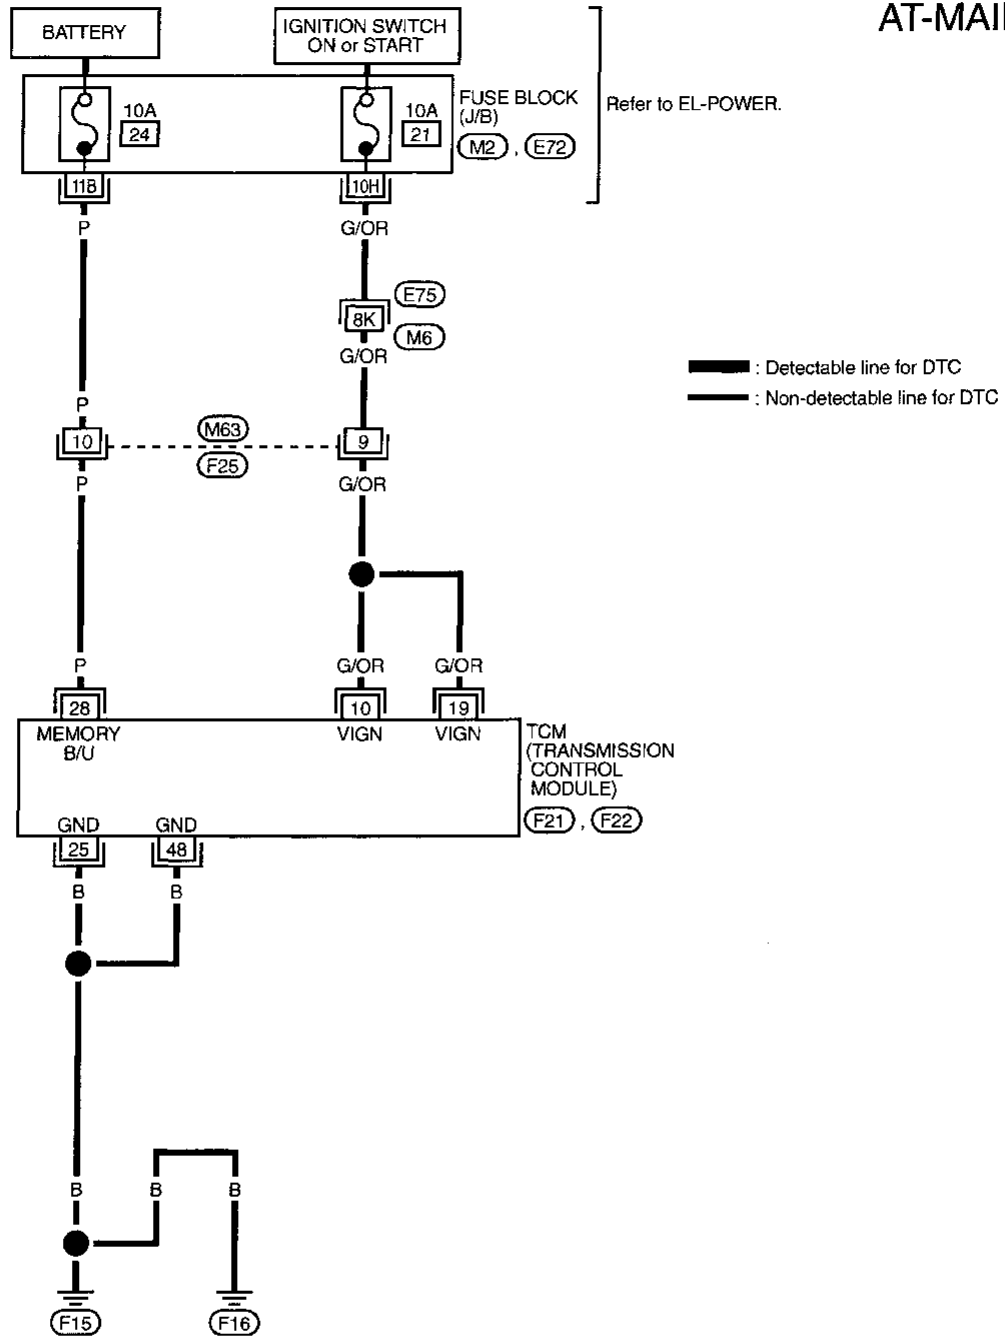 AT-MAI
BATTERY
IGNITION SWITCH
ON or START
10A
24
10A
21
FUSE BLOCK
(J/B)
M2 , E72
Refer to EL-POWER.
11B
10H
P
G/OR
E75
8K
M6
G/OR
: Detectable line for DTC
: Non-detectable line for DTC
P
10
M63
F25
9
P
G/OR
P
G/OR
G/OR
28
10
19
MEMORY
B/U
VIGN
VIGN
TCM
(TRANSMISSION
CONTROL
MODULE)
F21 , F22
GND
GND
25
48
B
B
B
B
B
F15
F16